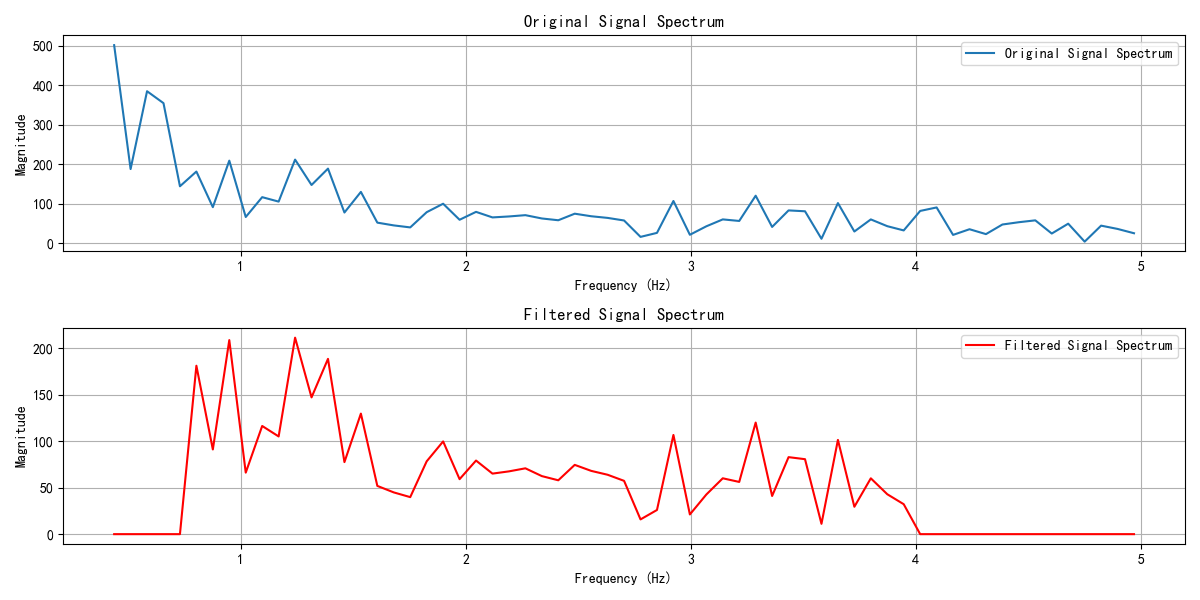 Original Signal Spectrum
Original Signal Spectrum
Magnitude
500
400
300
200
100
0
1 2 3 4 5
Frequency (Hz)
Filtered Signal Spectrum
Filtered Signal Spectrum
Magnitude
200
150
100
50
0
1 2 3 4 5
Frequency (Hz)